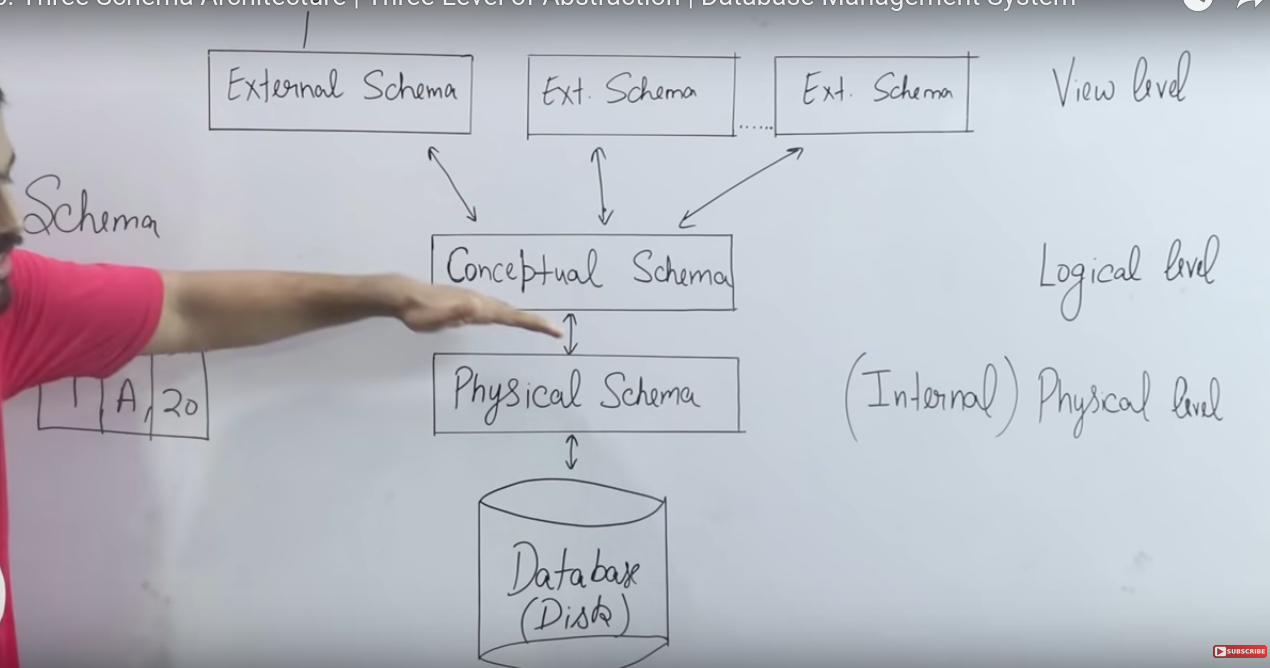 Three Schema Architecture | Three Level of Abstraction | Database Management System
External Schema
Ext. Schema
......
Ext. Schema
View level
Schema
Conceptual Schema
Logical level
1 A, 20
Physical Schema
(Internal) Physical level
Database
(Disk)
SUBSCRIBE